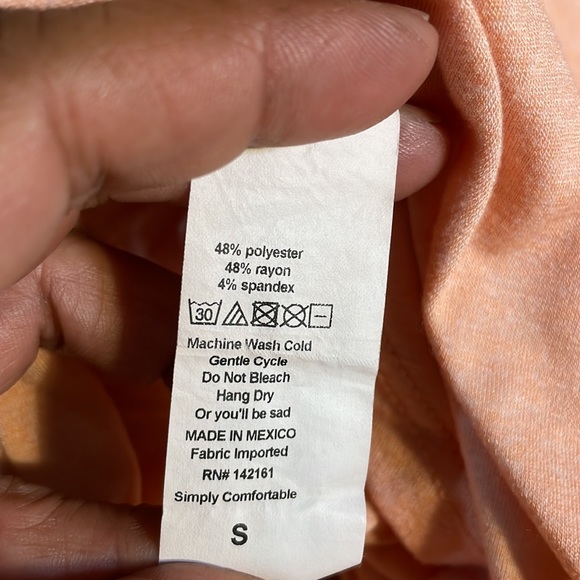 48% polyester
48% rayon
4% spandex
30
Machine Wash Cold
Gentle Cycle
Do Not Bleach
Hang Dry
Or you'll be sad
MADE IN MEXICO
Fabric Imported
RN# 142161
Simply Comfortable
S